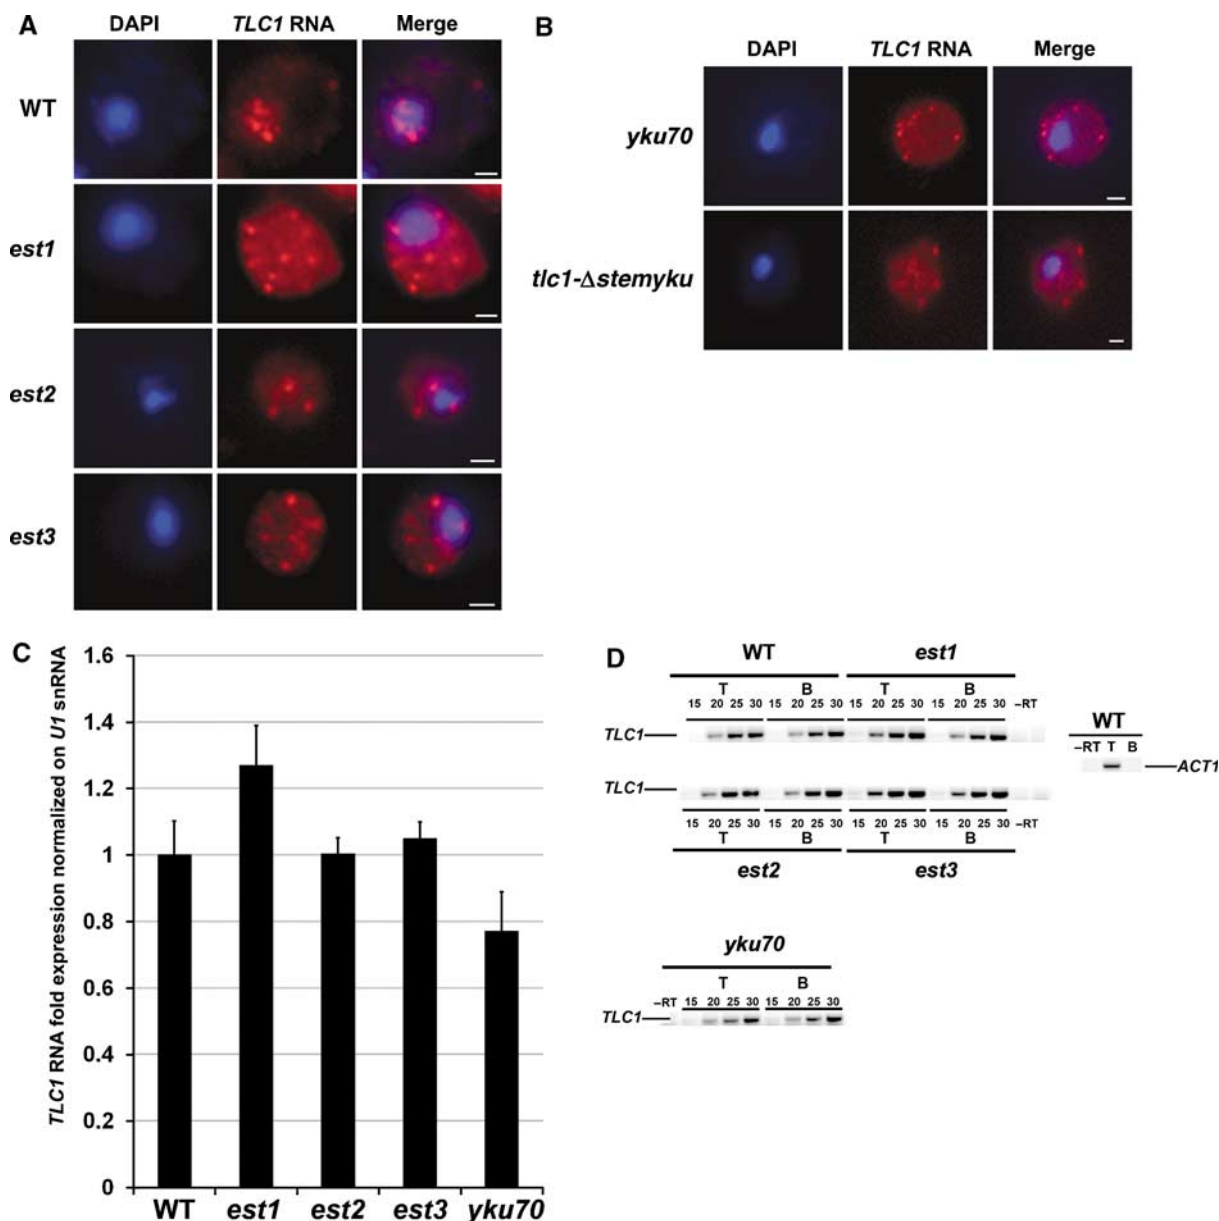 A
DAPI TLC1 RNA Merge
WT
est1
est2
est3
B
DAPI TLC1 RNA Merge
yku70
tlc1-Δstemyku
C
TLC1 RNA fold expression normalized on U1 snRNA
1.6
1.4
1.2
1
0.8
0.6
0.4
0.2
0
WT est1 est2 est3 yku70
D
WT est1
T B T B
15 20 25 30 15 20 25 30 15 20 25 30 15 20 25 30 –RT
TLC1
TLC1
15 20 25 30 15 20 25 30 15 20 25 30 15 20 25 30 –RT
T B T B
est2 est3
WT
–RT T B
ACT1
yku70
T B
–RT 15 20 25 30 15 20 25 30
TLC1